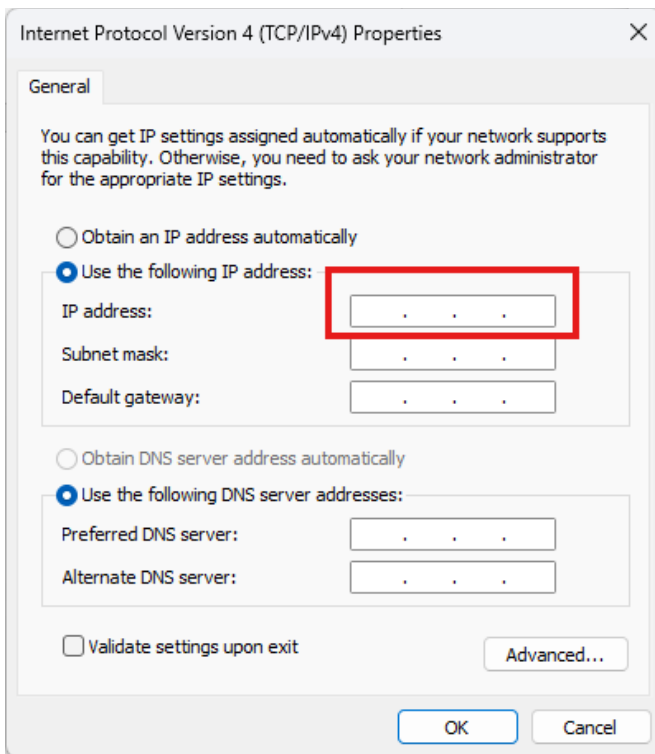 Internet Protocol Version 4 (TCP/IPv4) Properties
General
You can get IP settings assigned automatically if your network supports
this capability. Otherwise, you need to ask your network administrator
for the appropriate IP settings.
Obtain an IP address automatically
Use the following IP address:
IP address: . . .
Subnet mask: . . .
Default gateway: . . .
Obtain DNS server address automatically
Use the following DNS server addresses:
Preferred DNS server: . . .
Alternate DNS server: . . .
Validate settings upon exit
Advanced...
OK Cancel